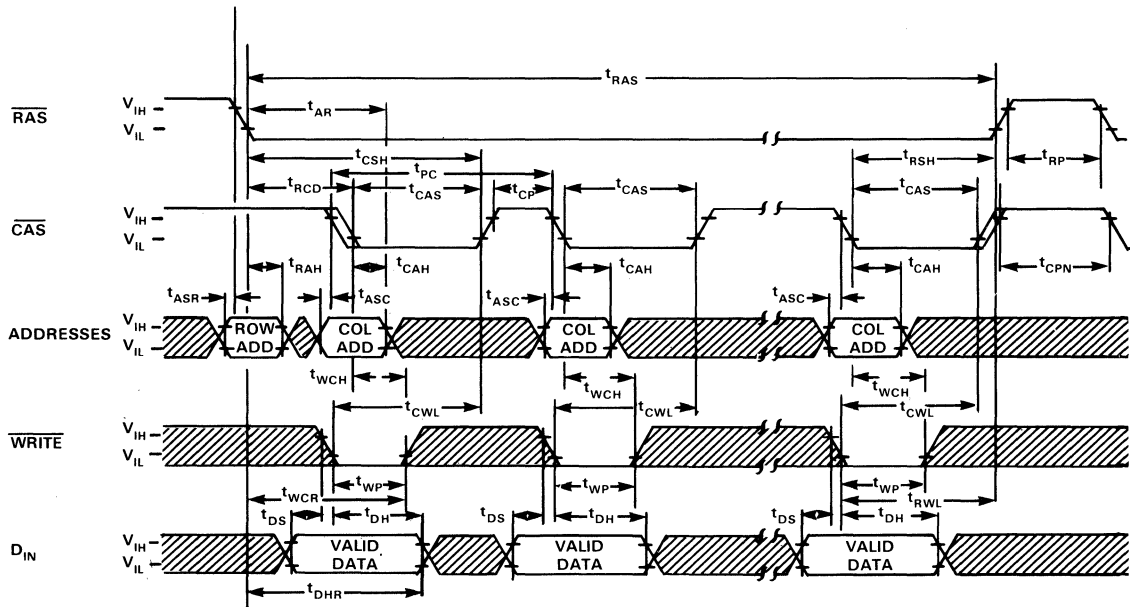 tRAS
tAR
RAS
VIH
VIL
tCSH
tRSH
tRP
tPC
tRCD
tCAS
tCP
tCAS
tCAS
CAS
VIH
VIL
tRAH
tCAH
tCAH
tCAH
tCPN
tASR
tASC
tASC
tASC
ADDRESSES
VIH
VIL
ROW ADD
COL ADD
COL ADD
COL ADD
tWCH
tWCH
tWCH
tCWL
tCWL
tCWL
WRITE
VIH
VIL
tWP
tWP
tWP
tWCR
tRWL
tDS
tDH
tDS
tDH
tDS
tDH
DIN
VIH
VIL
VALID DATA
VALID DATA
VALID DATA
tDHR